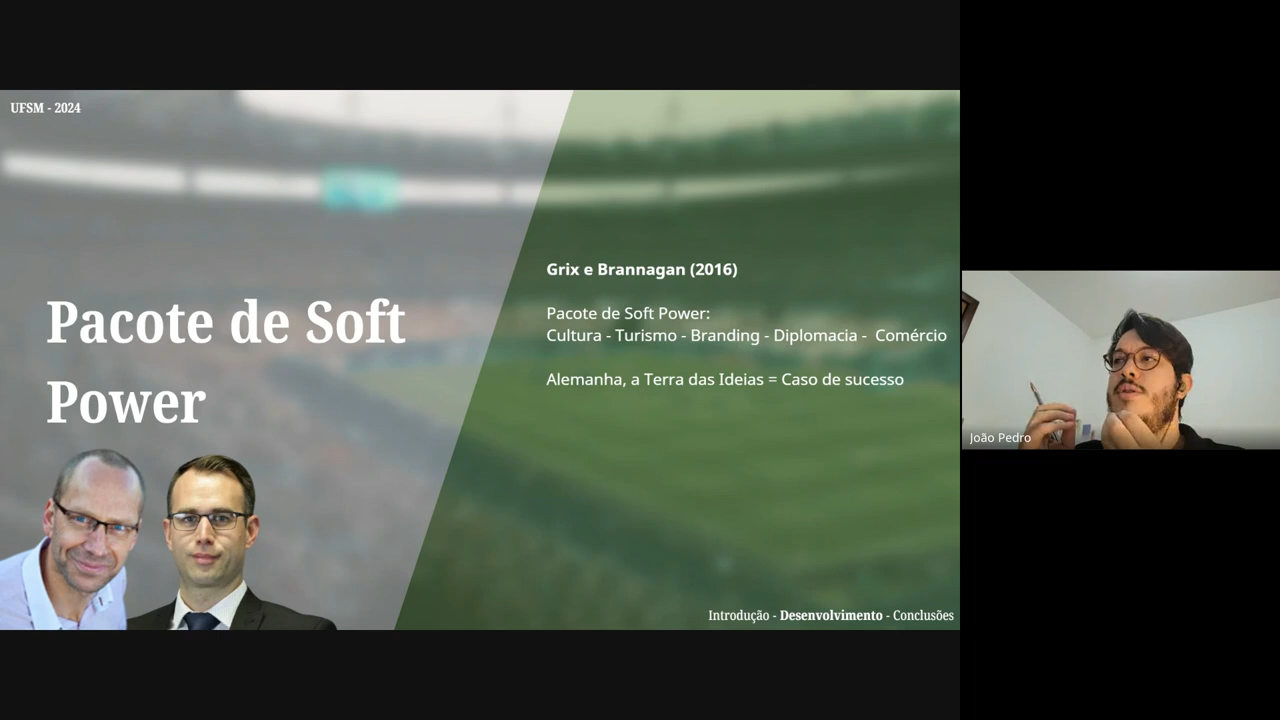 UFSM - 2024
Pacote de Soft
Power
Grix e Brannagan (2016)
Pacote de Soft Power:
Cultura - Turismo - Branding - Diplomacia - Comércio
Alemanha, a Terra das Ideias = Caso de sucesso
Introdução - Desenvolvimento - Conclusões
João Pedro